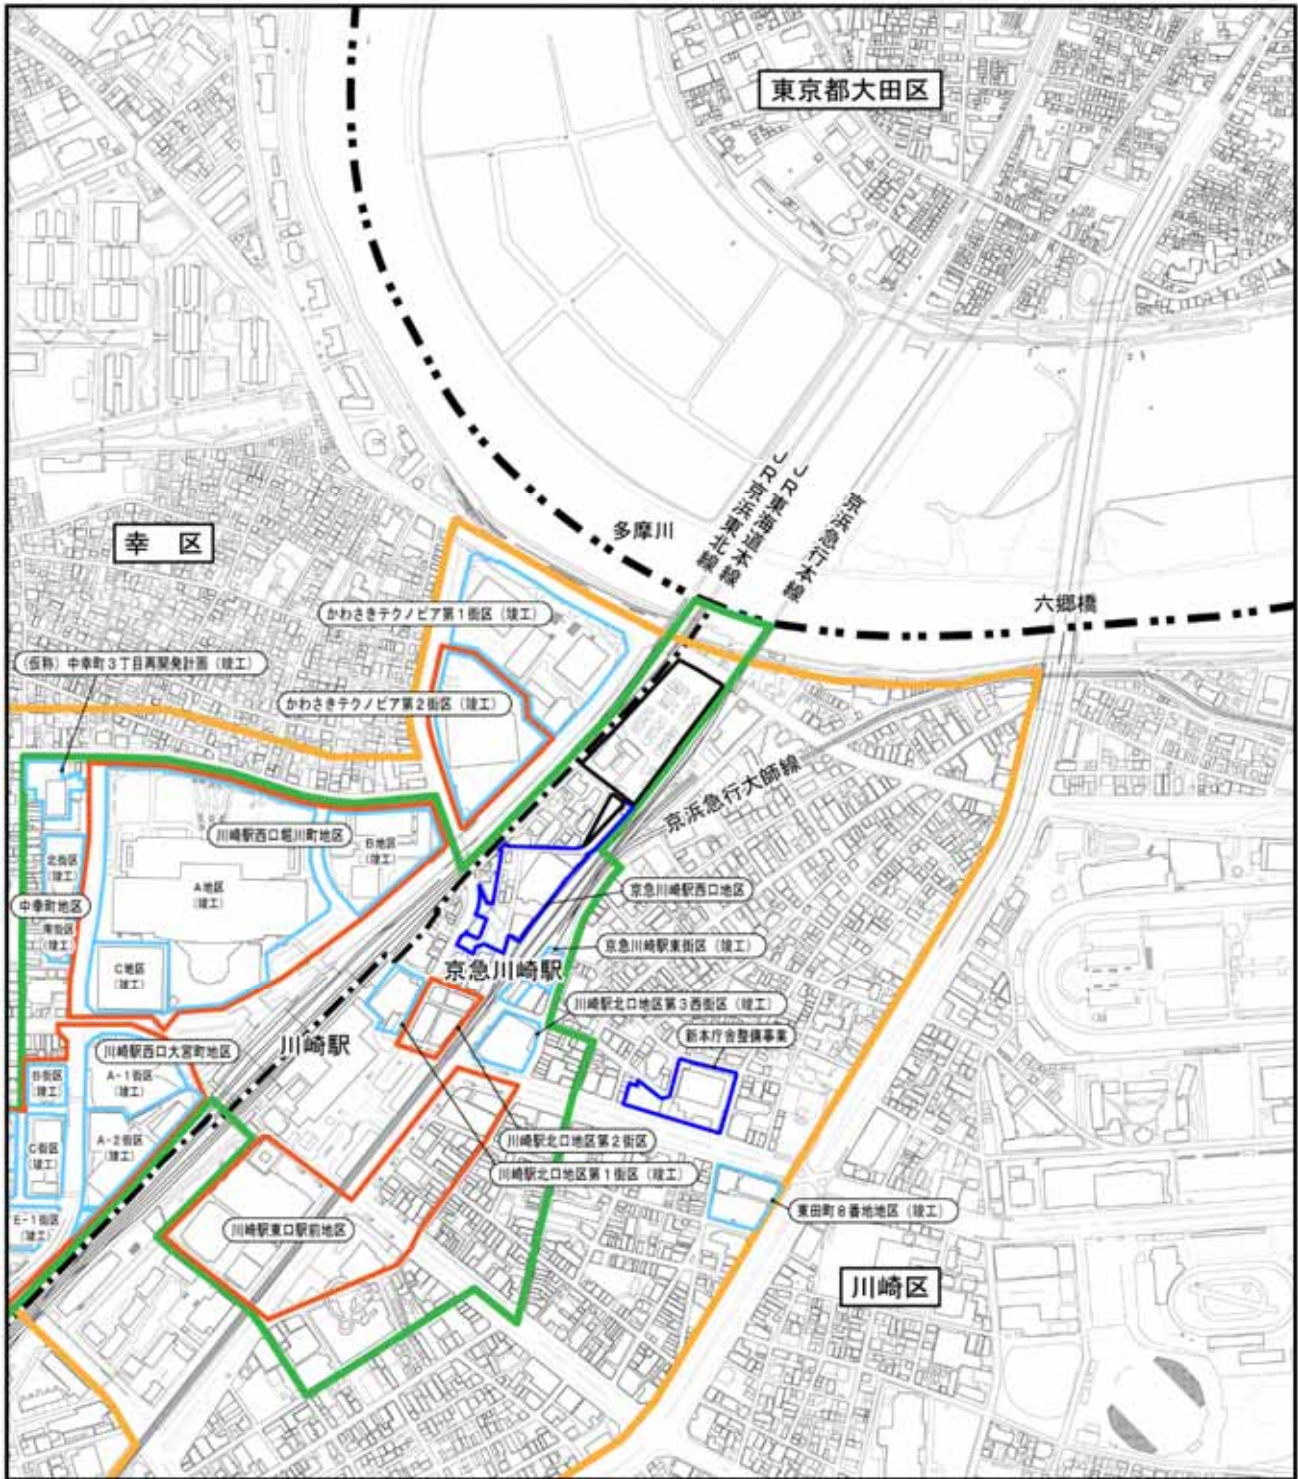 東京都大田区
JR東海道本線
JR京浜東北線
京浜急行本線
多摩川
幸 区
六郷橋
かわさきテクノピア第1街区（竣工）
（仮称）中幸町3丁目再開発計画（竣工）
かわさきテクノピア第2街区（竣工）
京浜急行大師線
川崎駅西口堀川町地区
B地区
（竣工）
北街区
（竣工）
A地区
（竣工）
京急川崎駅西口地区
中幸町地区
南街区
（竣工）
京急川崎駅東街区（竣工）
C地区
（竣工）
京急川崎駅
川崎駅北口地区第3西街区（竣工）
新本庁舎整備事業
川崎駅
川崎駅西口大宮町地区
A-1街区
（竣工）
（竣工）
A-2街区
（竣工）
C街区
（竣工）
川崎駅北口地区第2街区
川崎駅北口地区第1街区（竣工）
E-1街区
（竣工）
川崎駅東口駅前地区
東田町8番地地区（竣工）
川崎区